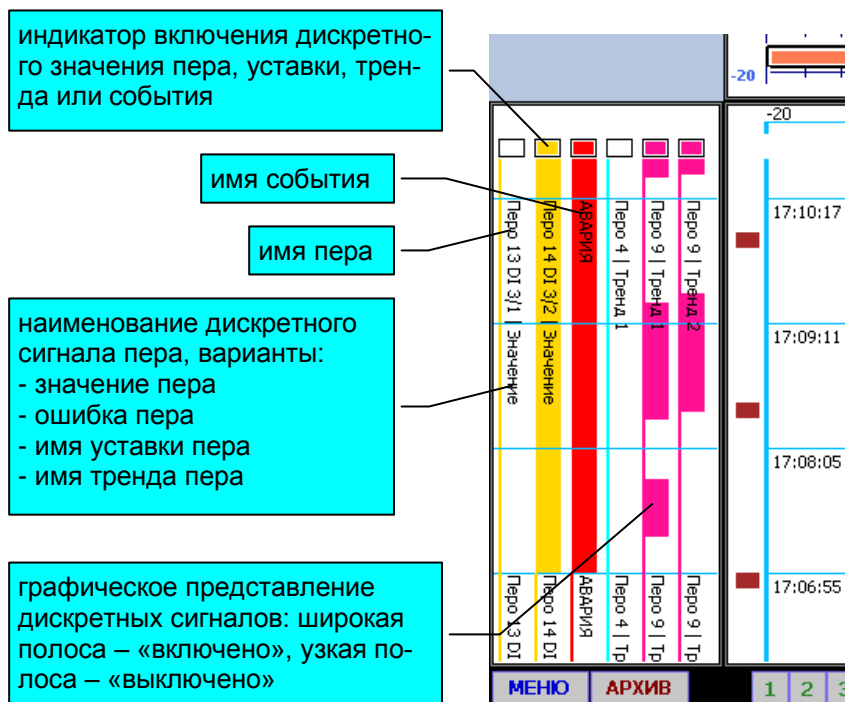 индикатор включения дискретно-
го значения пера, уставки, трен-
да или события
имя события
имя пера
наименование дискретного
сигнала пера, варианты:
- значение пера
- ошибка пера
- имя уставки пера
- имя тренда пера
графическое представление
дискретных сигналов: широкая
полоса – «включено», узкая по-
лоса – «выключено»
-20
-20
Перо 13 DI 3/1 | Значение
Перо 14 DI 3/2 | Значение
АВАРИЯ
Перо 4 | Тренд 1
Перо 9 | Тренд 1
Перо 9 | Тренд 2
17:10:17
17:09:11
17:08:05
17:06:55
Перо 13 DI
Перо 14 DI
АВАРИЯ
Перо 4 | Тр
Перо 9 | Тр
Перо 9 | Тр
МЕНЮ
АРХИВ
1 2 3